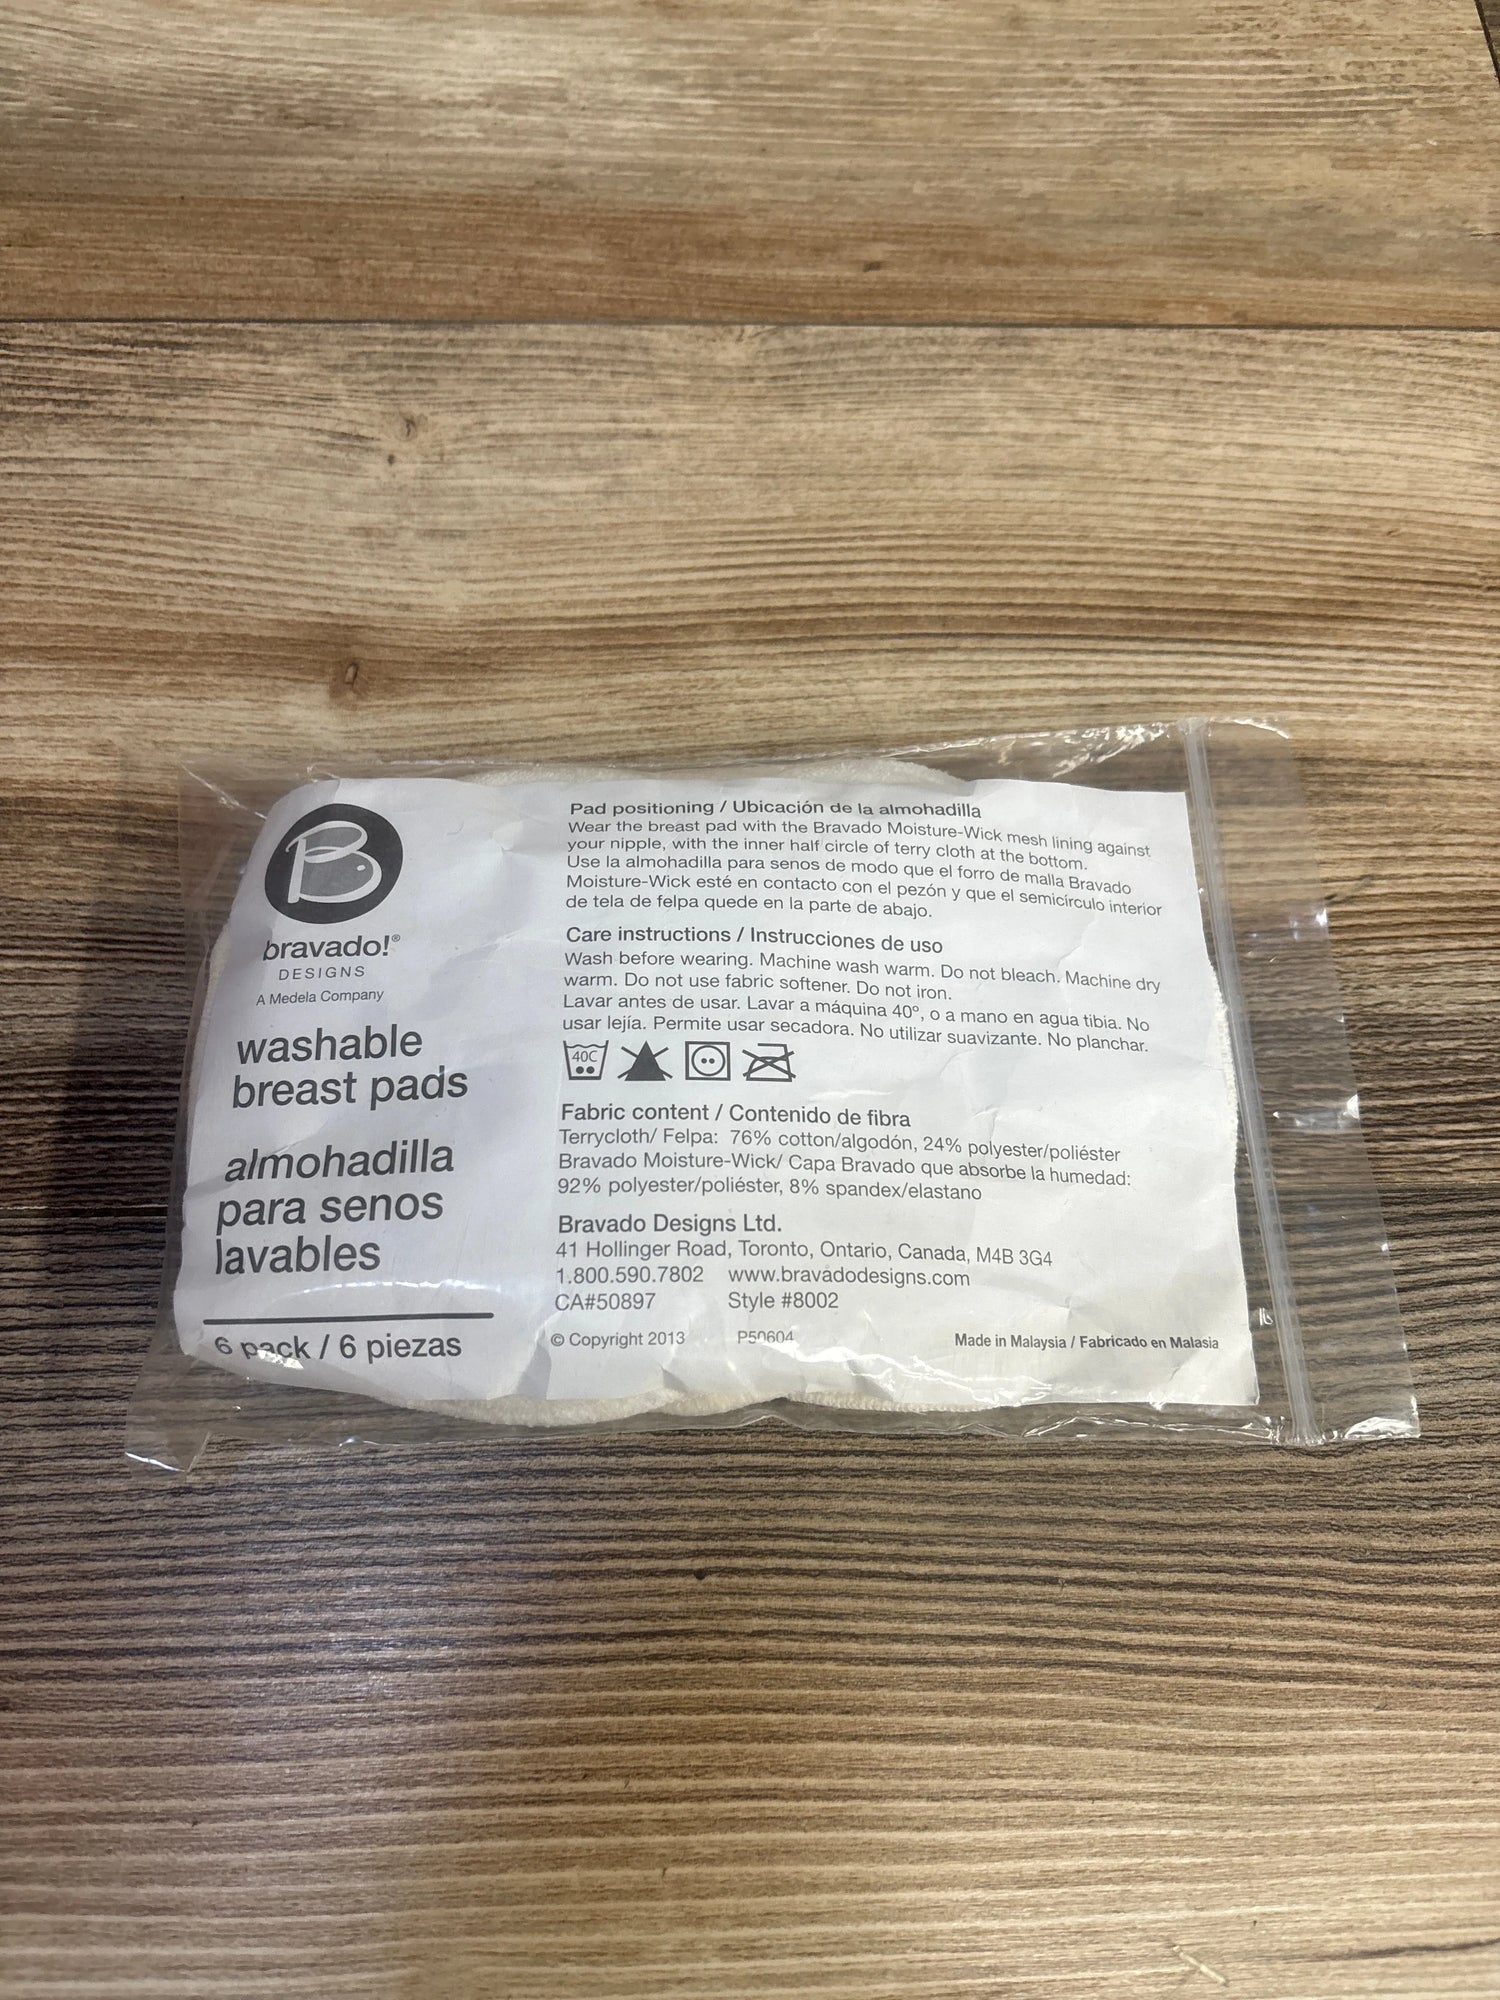 B
bravado!®
DESIGNS
A Medela Company
washable
breast pads
almohadilla
para senos
lavables
6 pack / 6 piezas
Pad positioning / Ubicación de la almohadilla
Wear the breast pad with the Bravado Moisture-Wick mesh lining against
your nipple, with the inner half circle of terry cloth at the bottom.
Use la almohadilla para senos de modo que el forro de malla Bravado
Moisture-Wick esté en contacto con el pezón y que el semicírculo interior
de tela de felpa quede en la parte de abajo.
Care instructions / Instrucciones de uso
Wash before wearing. Machine wash warm. Do not bleach. Machine dry
warm. Do not use fabric softener. Do not iron.
Lavar antes de usar. Lavar a máquina 40º, o a mano en agua tibia. No
usar lejía. Permite usar secadora. No utilizar suavizante. No planchar.
40C
Fabric content / Contenido de fibra
Terrycloth/ Felpa: 76% cotton/algodón, 24% polyester/poliéster
Bravado Moisture-Wick/ Capa Bravado que absorbe la humedad:
92% polyester/poliéster, 8% spandex/elastano
Bravado Designs Ltd.
41 Hollinger Road, Toronto, Ontario, Canada, M4B 3G4
1.800.590.7802 www.bravadodesigns.com
CA#50897 Style #8002
© Copyright 2013 P50604 Made in Malaysia / Fabricado en Malasia